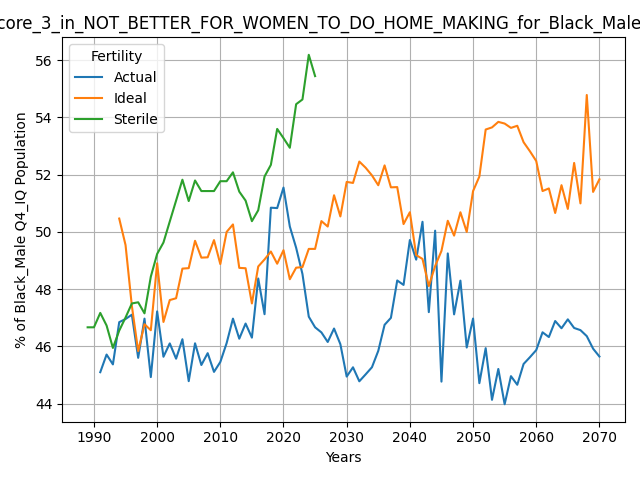 core_3_in_NOT_BETTER_FOR_WOMEN_TO_DO_HOME_MAKING_for_Black_Male
Fertility
Actual
Ideal
Sterile
% of Black_Male Q4_IQ Population
56
54
52
50
48
46
44
1990 2000 2010 2020 2030 2040 2050 2060 2070
Years